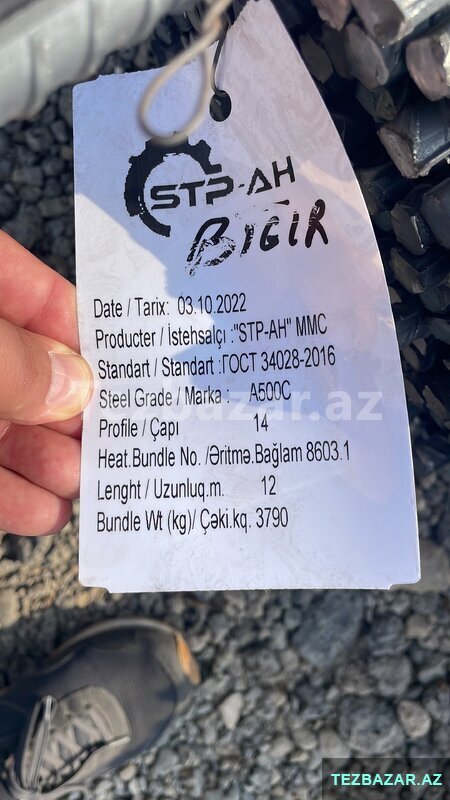 STP-AH
BIGIR
Date / Tarix: 03.10.2022
Producter / İstehsalçı :"STP-AH" MMC
Standart / Standart :ГОСТ 34028-2016
Steel Grade / Marka : A500C
Profile / Çapı 14
Heat.Bundle No. /Əritmə.Bağlam 8603.1
Lenght / Uzunluq.m. 12
Bundle Wt (kg)/ Çəki.kq. 3790
Tezbazar.az
TEZBAZAR.AZ